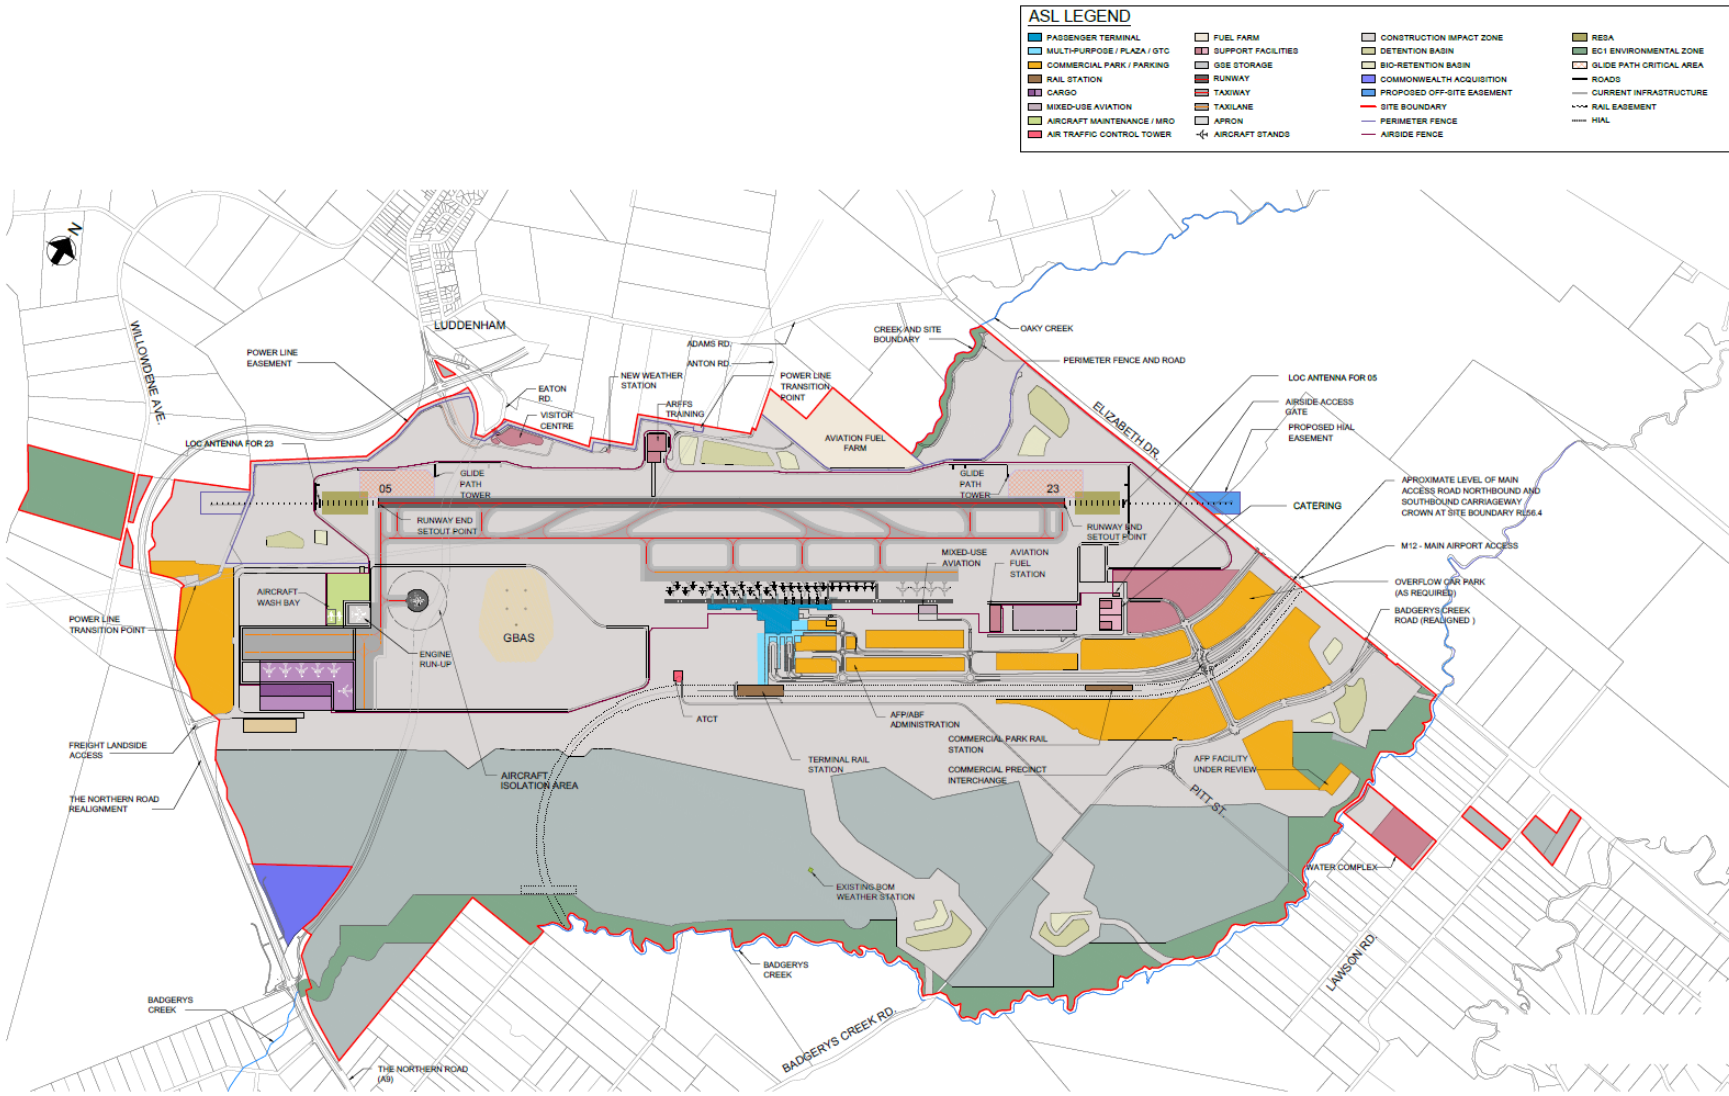 ASL LEGEND
PASSENGER TERMINAL
MULTI-PURPOSE / PLAZA / GTC
COMMERCIAL PARK / PARKING
RAIL STATION
CARGO
MIXED-USE AVIATION
AIRCRAFT MAINTENANCE / MRO
AIR TRAFFIC CONTROL TOWER
FUEL FARM
SUPPORT FACILITIES
GSE STORAGE
RUNWAY
TAXIWAY
TAXILANE
APRON
AIRCRAFT STANDS
CONSTRUCTION IMPACT ZONE
DETENTION BASIN
BIO-RETENTION BASIN
COMMONWEALTH ACQUISITION
PROPOSED OFF-SITE EASEMENT
SITE BOUNDARY
PERIMETER FENCE
AIRSIDE FENCE
RESA
EC1 ENVIRONMENTAL ZONE
GLIDE PATH CRITICAL AREA
ROADS
CURRENT INFRASTRUCTURE
RAIL EASEMENT
HIAL
N
WILLOWDENE AVE.
LUDDENHAM
POWER LINE
EASEMENT
ADAMS RD.
ANTON RD.
CREEK AND SITE
BOUNDARY
OAKY CREEK
PERIMETER FENCE AND ROAD
NEW WEATHER
STATION
POWER LINE
TRANSITION
POINT
EATON
RD.
VISITOR
CENTRE
ARFFS
TRAINING
LOC ANTENNA FOR 05
AIRSIDE ACCESS
GATE
PROPOSED HIAL
EASEMENT
ELIZABETH DR.
LOC ANTENNA FOR 23
AVIATION FUEL
FARM
GLIDE
PATH
TOWER
05
GLIDE
PATH
TOWER
23
CATERING
APROXIMATE LEVEL OF MAIN
ACCESS ROAD NORTHBOUND AND
SOUTHBOUND CARRIAGEWAY
CROWN AT SITE BOUNDARY RL56.4
RUNWAY END
SETOUT POINT
RUNWAY END
SETOUT POINT
M12 - MAIN AIRPORT ACCESS
MIXED-USE
AVIATION
AVIATION
FUEL
STATION
OVERFLOW CAR PARK
(AS REQUIRED)
BADGERYS CREEK
ROAD (REALIGNED )
AIRCRAFT
WASH BAY
POWER LINE
TRANSITION POINT
GBAS
ENGINE
RUN-UP
ATCT
AFP/ABF
ADMINISTRATION
COMMERCIAL PARK RAIL
STATION
FREIGHT LANDSIDE
ACCESS
TERMINAL RAIL
STATION
COMMERCIAL PRECINCT
INTERCHANGE
AFP FACILITY
UNDER REVIEW
AIRCRAFT
ISOLATION AREA
THE NORTHERN ROAD
REALIGNMENT
PITT ST.
WATER COMPLEX
EXISTING BOM
WEATHER STATION
LAWSON RD.
BADGERYS
CREEK
BADGERYS
CREEK
BADGERYS CREEK RD.
THE NORTHERN ROAD
(A9)